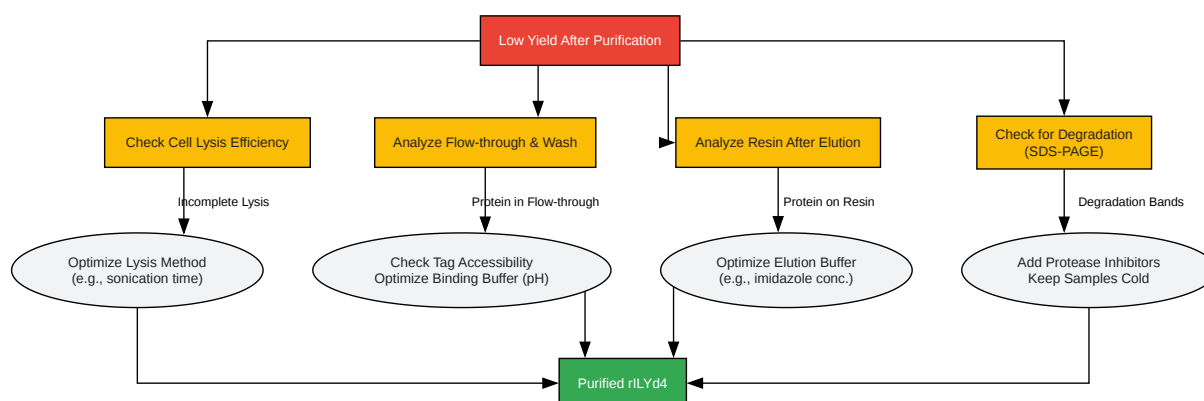 Low Yield After Purification
Check Cell Lysis Efficiency
Analyze Flow-through & Wash
Analyze Resin After Elution
Check for Degradation
(SDS-PAGE)
Incomplete Lysis
Protein in Flow-through
Protein on Resin
Degradation Bands
Optimize Lysis Method
(e.g., sonication time)
Check Tag Accessibility
Optimize Binding Buffer (pH)
Optimize Elution Buffer
(e.g., imidazole conc.)
Add Protease Inhibitors
Keep Samples Cold
Purified rILYd4